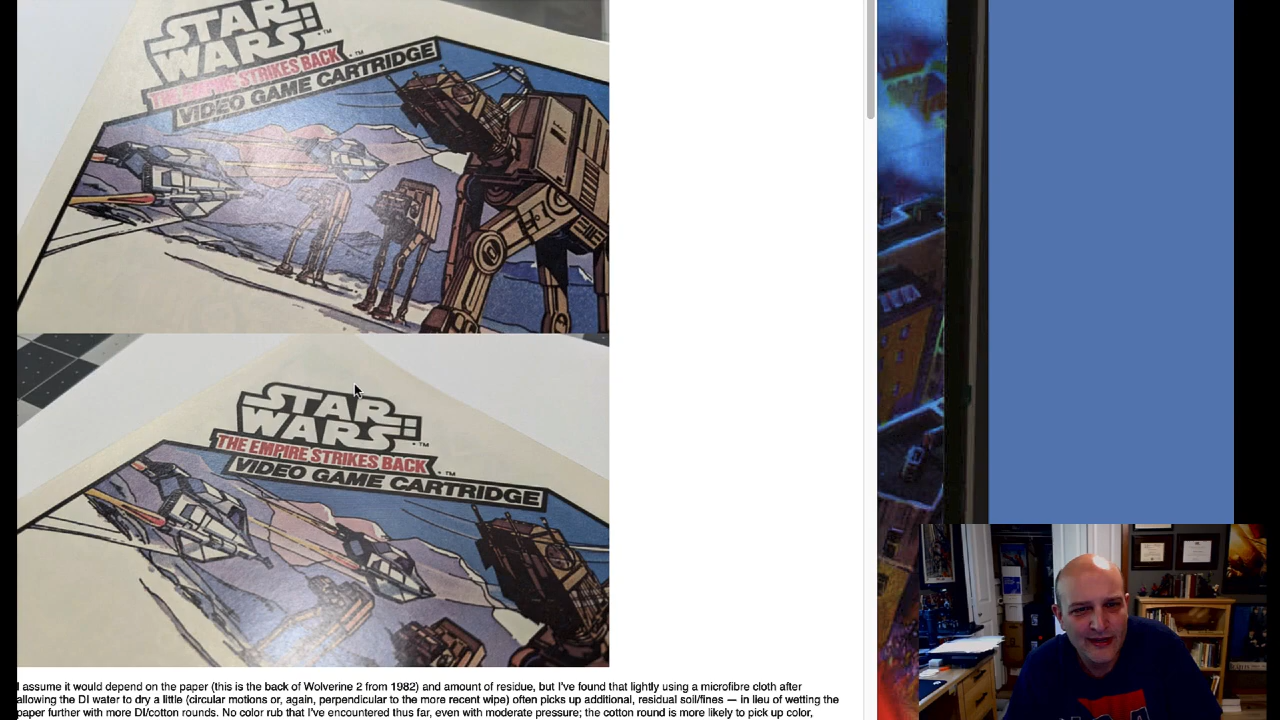 STAR
WARS
THE EMPIRE STRIKES BACK
VIDEO GAME CARTRIDGE
STAR
WARS
THE EMPIRE STRIKES BACK
VIDEO GAME CARTRIDGE
I assume it would depend on the paper (this is the back of Wolverine 2 from 1982) and amount of residue, but I've found that lightly using a microfibre cloth after
allowing the DI water to dry a little (circular motions or, again, perpendicular to the more recent wipe) often picks up additional, residual soil/fines — in lieu of wetting the
paper further with more DI/cotton rounds. No color rub that I've encountered thus far, even with moderate pressure; the cotton round is more likely to pick up color,